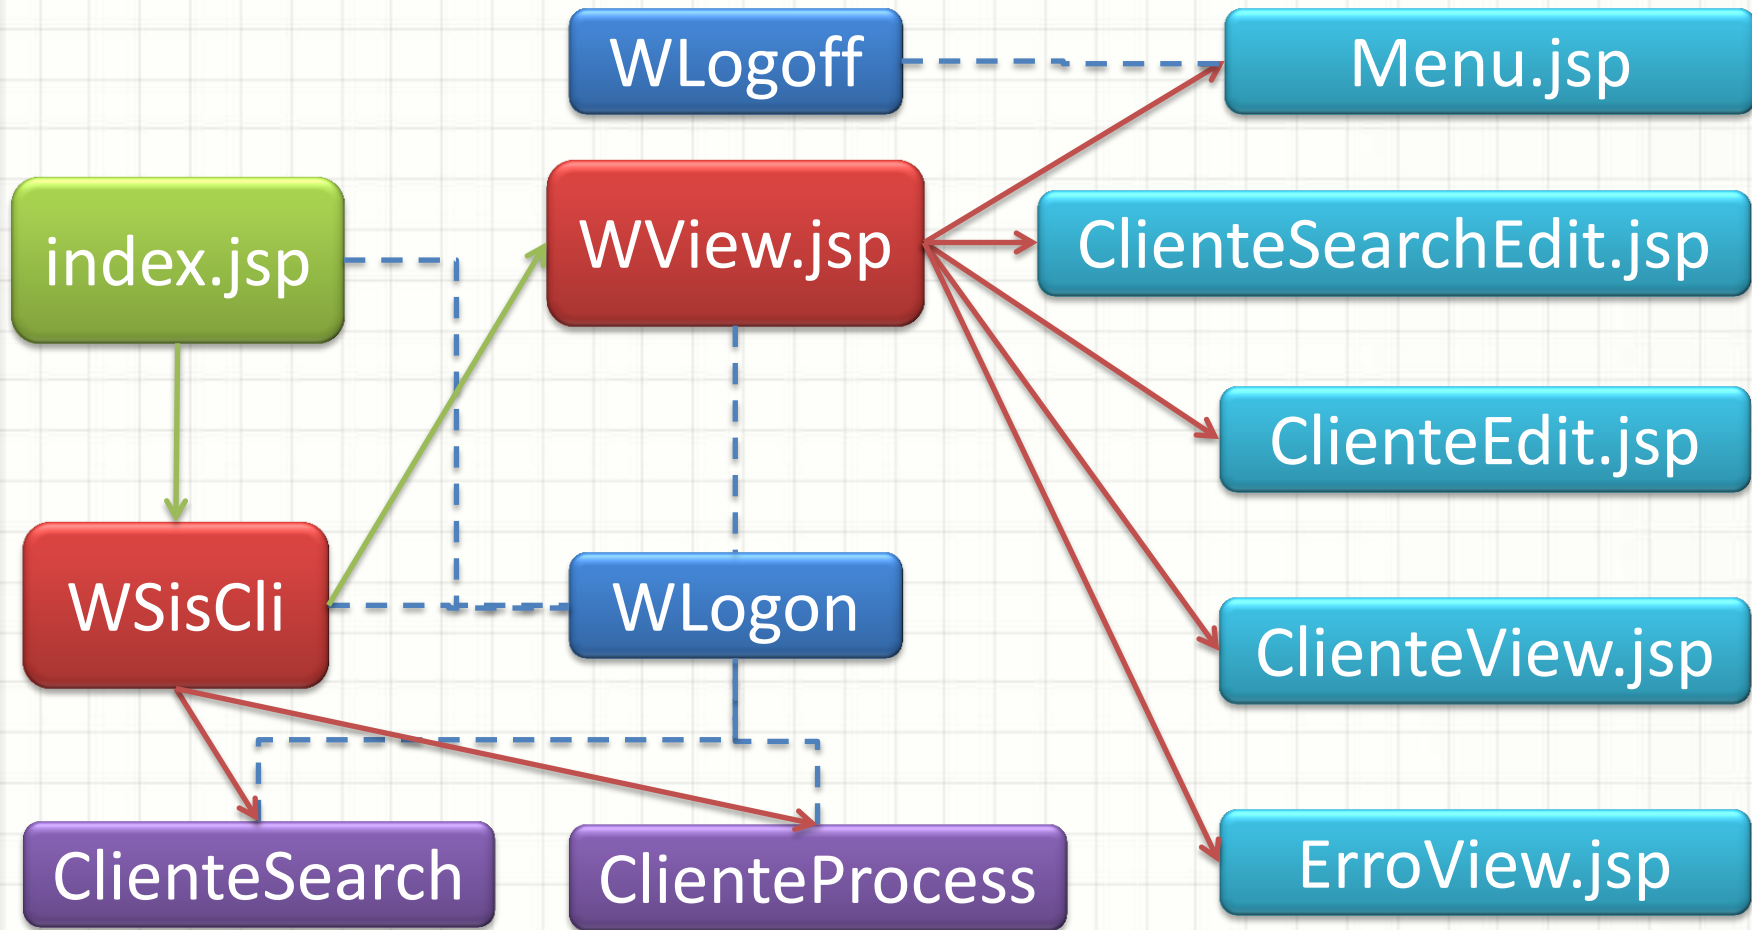 WLogoff
Menu.jsp
index.jsp
WView.jsp
ClienteSearchEdit.jsp
ClienteEdit.jsp
WSisCli
WLogon
ClienteView.jsp
ClienteSearch
ClienteProcess
ErroView.jsp